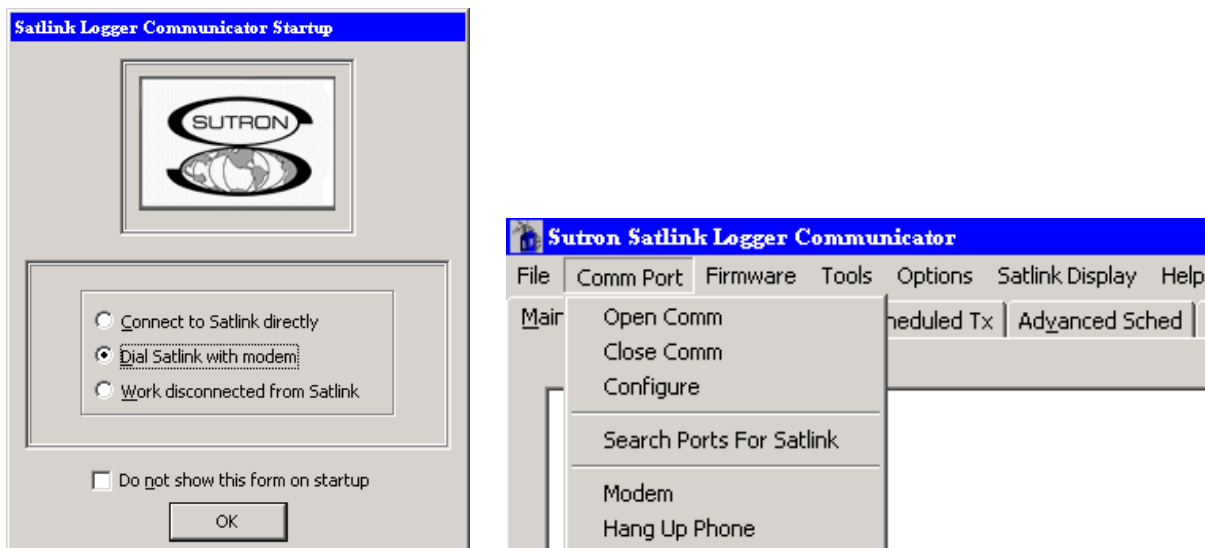 Satlink Logger Communicator Startup
SUTRON
Connect to Satlink directly
Dial Satlink with modem
Work disconnected from Satlink
Do not show this form on startup
OK
Sutron Satlink Logger Communicator
File Comm Port Firmware Tools Options Satlink Display Help
Open Comm
Close Comm
Configure
Search Ports For Satlink
Modem
Hang Up Phone
Tx Advanced Sched